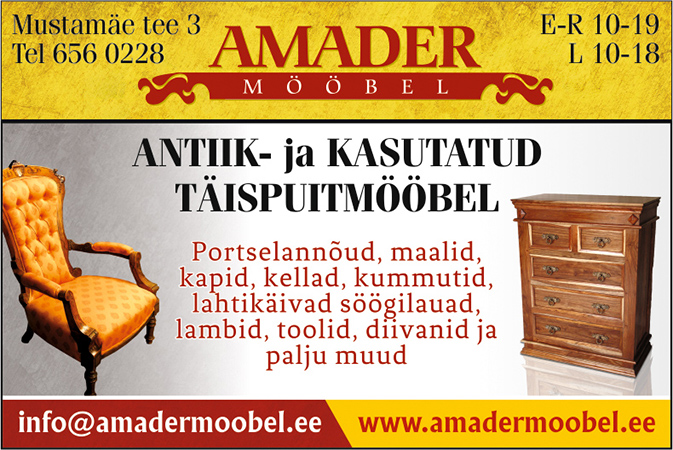 Mustamäe tee 3
Tel 656 0228
AMADER
MÖÖBEL
E-R 10-19
L 10-18
ANTIIK- ja KASUTATUD
TÄISPUITMÖÖBEL
Portselannõud, maalid,
kapid, kellad, kummutid,
lahtikäivad söögilauad,
lambid, toolid, diivanid ja
palju muud
info@amadermoobel.ee
www.amadermoobel.ee